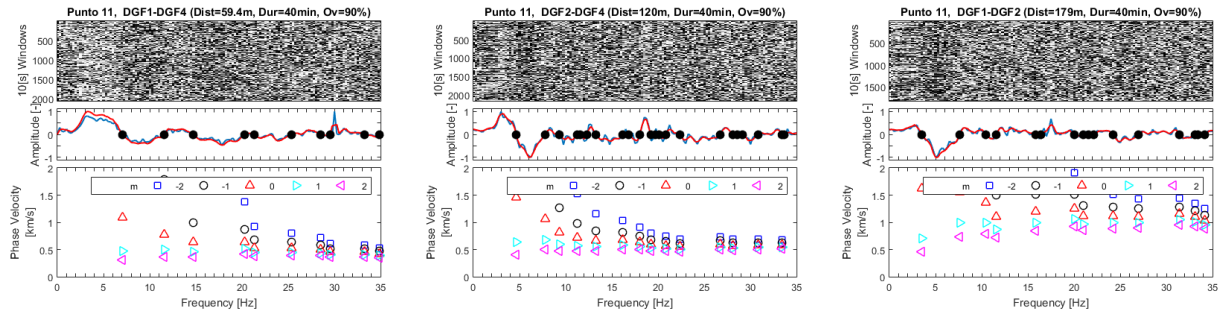 Punto 11, DGF1-DGF4 (Dist=59.4m, Dur=40min, Ov=90%)
10[s] Windows
500
1000
1500
2000
Amplitude [-]
1
0
-1
Phase Velocity
[km/s]
2
1.5
1
0.5
0
m -2 -1 0 1 2
0 5 10 15 20 25 30 35
Frequency [Hz]
Punto 11, DGF2-DGF4 (Dist=120m, Dur=40min, Ov=90%)
10[s] Windows
500
1000
1500
2000
Amplitude [-]
1
0
-1
Phase Velocity
[km/s]
2
1.5
1
0.5
0
m -2 -1 0 1 2
0 5 10 15 20 25 30 35
Frequency [Hz]
Punto 11, DGF1-DGF2 (Dist=179m, Dur=40min, Ov=90%)
10[s] Windows
500
1000
1500
Amplitude [-]
1
0
-1
Phase Velocity
[km/s]
2
1.5
1
0.5
0
m -2 -1 0 1 2
0 5 10 15 20 25 30 35
Frequency [Hz]